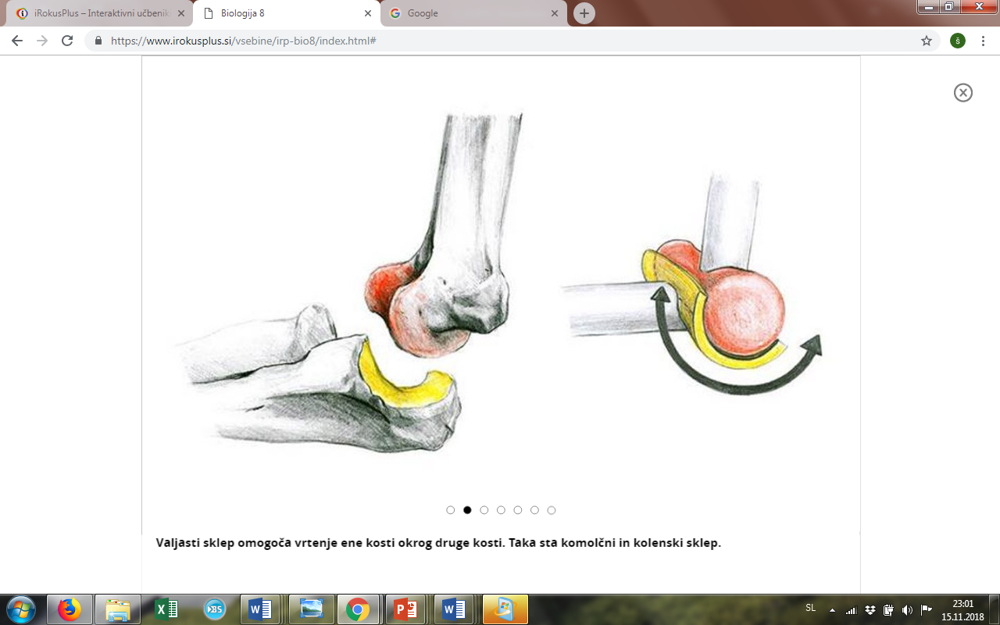 iRokusPlus – Interaktivni učbenik
Biologija 8
Google
https://www.irokusplus.si/vsebine/irp-bio8/index.html#
š
Valjasti sklep omogoča vrtenje ene kosti okrog druge kosti. Taka sta komolčni in kolenski sklep.
BS
SL
23:01
15.11.2018